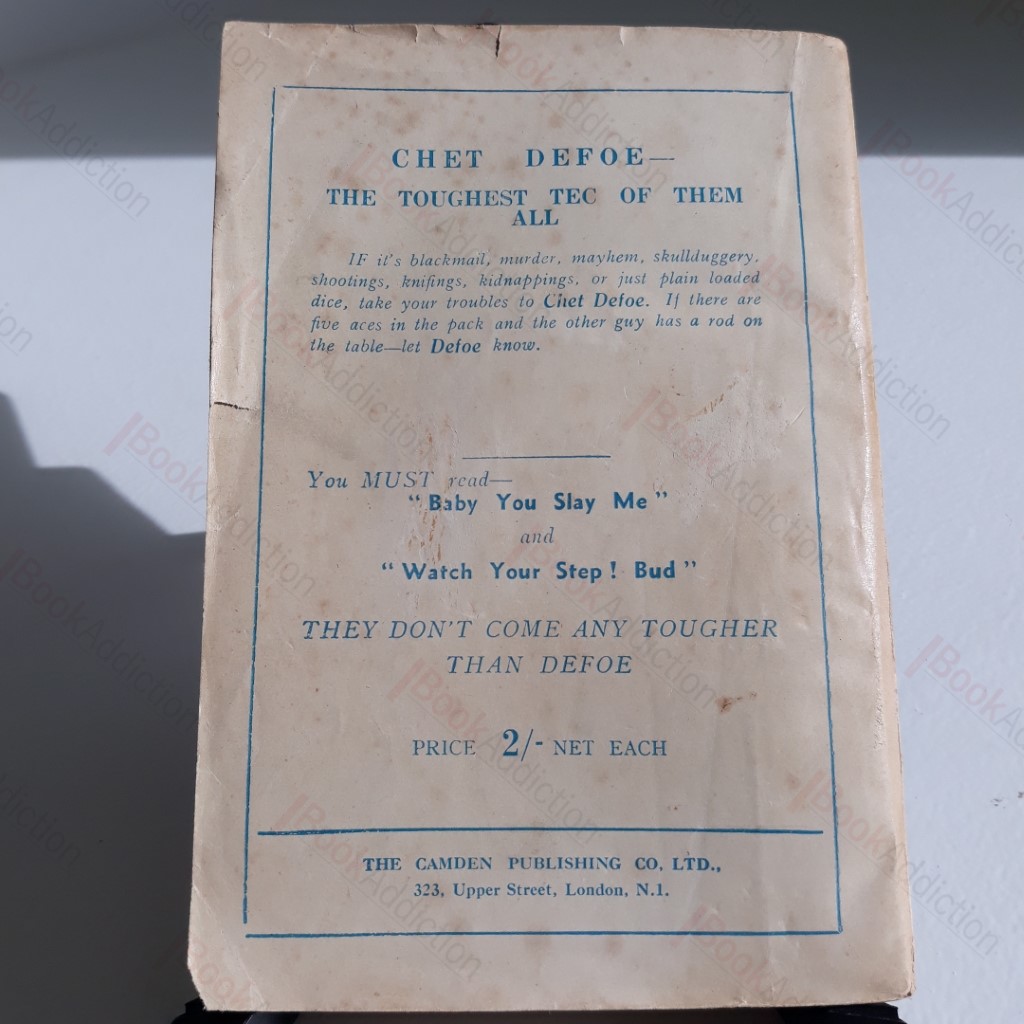 CHET DEFOE—
THE TOUGHEST TEC OF THEM
ALL
IF it's blackmail, murder, mayhem, skullduggery,
shootings, knifings, kidnappings, or just plain loaded
dice, take your troubles to Chet Defoe. If there are
five aces in the pack and the other guy has a rod on
the table—let Defoe know.
You MUST read—
"Baby You Slay Me"
and
"Watch Your Step! Bud"
THEY DON'T COME ANY TOUGHER
THAN DEFOE
PRICE 2/- NET EACH
THE CAMDEN PUBLISHING CO, LTD.,
323, Upper Street, London, N.1.
BookAddiction